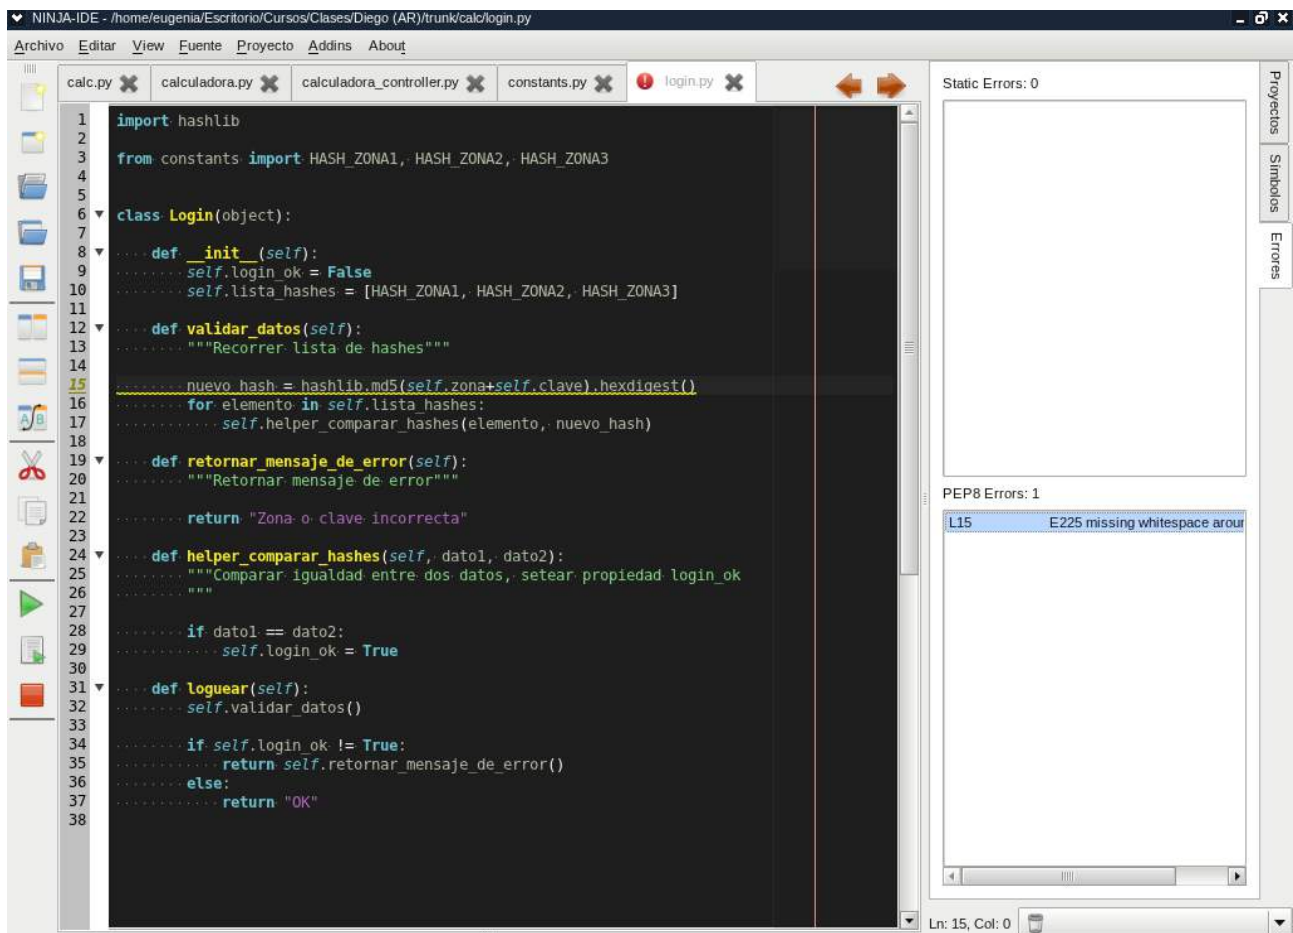 NINJA-IDE - /home/eugenia/Escritorio/Cursos/Clases/Diego (AR)/trunk/calc/login.py
Archivo Editar View Fuente Proyecto Addins About
calc.py calculadora.py calculadora_controller.py constants.py login.py
1 import hashlib
2
3 from constants import HASH_ZONA1, HASH_ZONA2, HASH_ZONA3
4
5
6 class Login(object):
7
8 def __init__(self):
9 self.login_ok = False
10 self.lista_hashes = [HASH_ZONA1, HASH_ZONA2, HASH_ZONA3]
11
12 def validar_datos(self):
13 """Recorrer lista de hashes"""
14
15 nuevo_hash = hashlib.md5(self.zona+self.clave).hexdigest()
16 for elemento in self.lista_hashes:
17 self.helper_comparar_hashes(elemento, nuevo_hash)
18
19 def retornar_mensaje_de_error(self):
20 """Retornar mensaje de error"""
21
22 return "Zona o clave incorrecta"
23
24 def helper_comparar_hashes(self, dato1, dato2):
25 """Comparar igualdad entre dos datos, setear propiedad login_ok
26 """
27
28 if dato1 == dato2:
29 self.login_ok = True
30
31 def loguear(self):
32 self.validar_datos()
33
34 if self.login_ok != True:
35 return self.retornar_mensaje_de_error()
36 else:
37 return "OK"
38
Static Errors: 0
PEP8 Errors: 1
L15 E225 missing whitespace arour
Ln: 15, Col: 0
Proyectos
Símbolos
Errores
A B